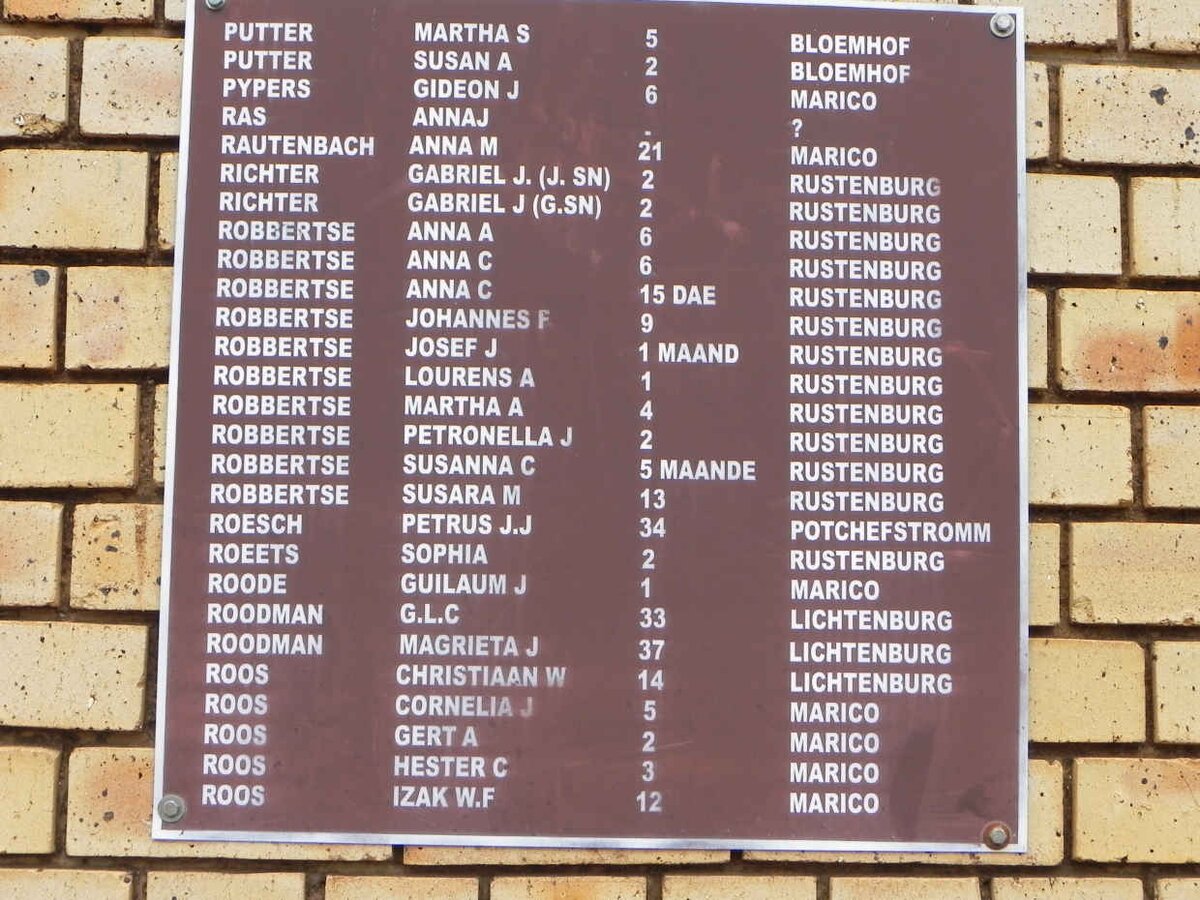 PUTTER MARTHA S 5 BLOEMHOF
PUTTER SUSAN A 2 BLOEMHOF
PYPERS GIDEON J 6 MARICO
RAS ANNAJ - ?
RAUTENBACH ANNA M 21 MARICO
RICHTER GABRIEL J. (J. SN) 2 RUSTENBURG
RICHTER GABRIEL J (G.SN) 2 RUSTENBURG
ROBBERTSE ANNA A 6 RUSTENBURG
ROBBERTSE ANNA C 6 RUSTENBURG
ROBBERTSE ANNA C 15 DAE RUSTENBURG
ROBBERTSE JOHANNES F 9 RUSTENBURG
ROBBERTSE JOSEF J 1 MAAND RUSTENBURG
ROBBERTSE LOURENS A 1 RUSTENBURG
ROBBERTSE MARTHA A 4 RUSTENBURG
ROBBERTSE PETRONELLA J 2 RUSTENBURG
ROBBERTSE SUSANNA C 5 MAANDE RUSTENBURG
ROBBERTSE SUSARA M 13 RUSTENBURG
ROESCH PETRUS J.J 34 POTCHEFSTROMM
ROEETS SOPHIA 2 RUSTENBURG
ROODE GUILAUM J 1 MARICO
ROODMAN G.L.C 33 LICHTENBURG
ROODMAN MAGRIETA J 37 LICHTENBURG
ROOS CHRISTIAAN W 14 LICHTENBURG
ROOS CORNELIA J 5 MARICO
ROOS GERT A 2 MARICO
ROOS HESTER C 3 MARICO
ROOS IZAK W.F 12 MARICO